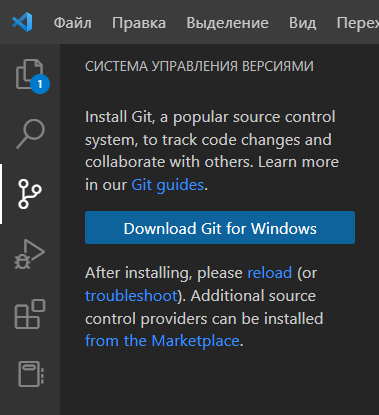 Файл Правка Выделение Вид
СИСТЕМА УПРАВЛЕНИЯ ВЕРСИЯМИ
1
Install Git, a popular source control
system, to track code changes and
collaborate with others. Learn more
in our Git guides.
Download Git for Windows
After installing, please reload (or
troubleshoot). Additional source
control providers can be installed
from the Marketplace.